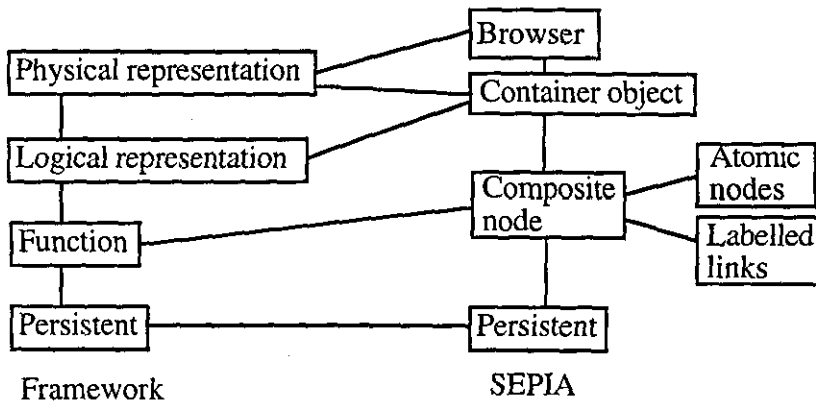 Browser
Physical representation
Container object
Logical representation
Atomic
nodes
Composite
node
Function
Labelled
links
Persistent
Persistent
Framework
SEPIA